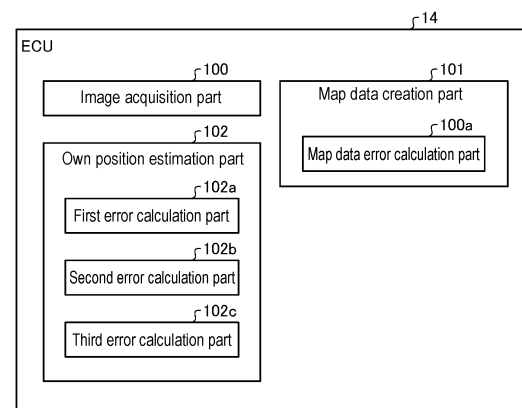 14
ECU
100
Image acquisition part
101
Map data creation part
100a
Map data error calculation part
102
Own position estimation part
102a
First error calculation part
102b
Second error calculation part
102c
Third error calculation part